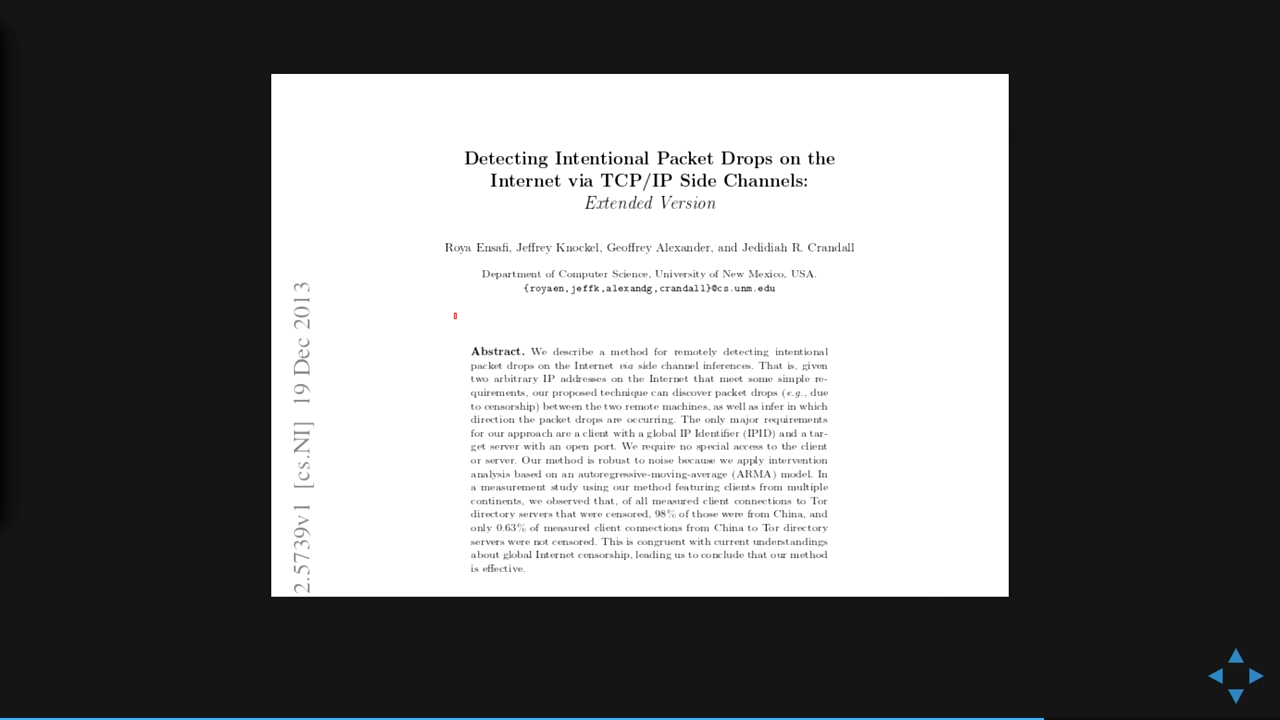 Detecting Intentional Packet Drops on the
Internet via TCP/IP Side Channels:
Extended Version
Roya Ensafi, Jeffrey Knockel, Geoffrey Alexander, and Jedidiah R. Crandall
Department of Computer Science, University of New Mexico, USA.
{royaen,jeffk,alexandg,crandall}@cs.unm.edu
Abstract. We describe a method for remotely detecting intentional
packet drops on the Internet via side channel inferences. That is, given
two arbitrary IP addresses on the Internet that meet some simple re-
quirements, our proposed technique can discover packet drops (e.g., due
to censorship) between the two remote machines, as well as infer in which
direction the packet drops are occurring. The only major requirements
for our approach are a client with a global IP Identifier (IPID) and a tar-
get server with an open port. We require no special access to the client
or server. Our method is robust to noise because we apply intervention
analysis based on an autoregressive-moving-average (ARMA) model. In
a measurement study using our method featuring clients from multiple
continents, we observed that, of all measured client connections to Tor
directory servers that were censored, 98% of those were from China, and
only 0.63% of measured client connections from China to Tor directory
servers were not censored. This is congruent with current understandings
about global Internet censorship, leading us to conclude that our method
is effective.
2.5739v1 [cs.NI] 19 Dec 2013